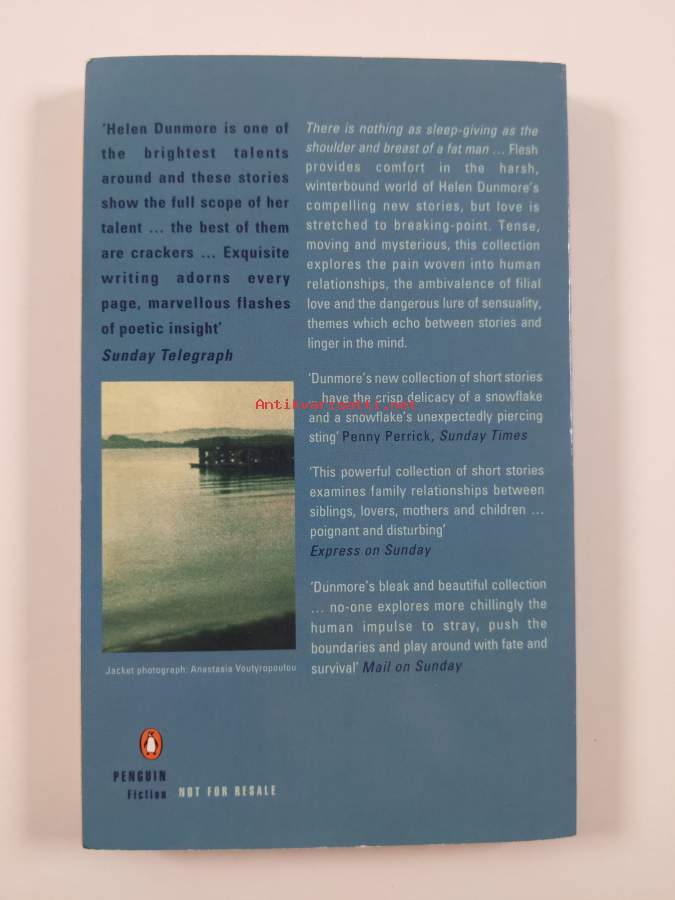 'Helen Dunmore is one of
the brightest talents
around and these stories
show the full scope of her
talent ... the best of them
are crackers ... Exquisite
writing adorns every
page, marvellous flashes
of poetic insight'
Sunday Telegraph
Jacket photograph: Anastasia Voutyropoulou
There is nothing as sleep-giving as the
shoulder and breast of a fat man ... Flesh
provides comfort in the harsh,
winterbound world of Helen Dunmore's
compelling new stories, but love is
stretched to breaking-point. Tense,
moving and mysterious, this collection
explores the pain woven into human
relationships, the ambivalence of filial
love and the dangerous lure of sensuality,
themes which echo between stories and
linger in the mind.
'Dunmore's new collection of short stories
... have the crisp delicacy of a snowflake
and a snowflake's unexpectedly piercing
sting' Penny Perrick, Sunday Times
'This powerful collection of short stories
examines family relationships between
siblings, lovers, mothers and children ...
poignant and disturbing'
Express on Sunday
'Dunmore's bleak and beautiful collection
... no-one explores more chillingly the
human impulse to stray, push the
boundaries and play around with fate and
survival' Mail on Sunday
Antikvariaatti.net
PENGUIN
Fiction NOT FOR RESALE